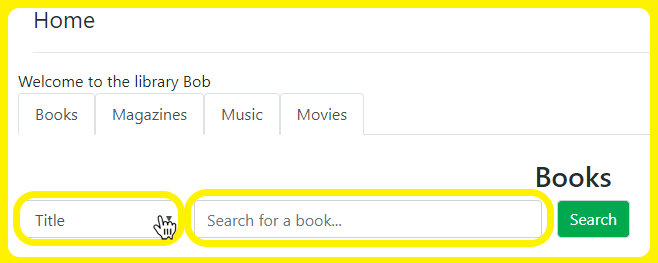 Home
Welcome to the library Bob
Books Magazines Music Movies
Books
Title Search for a book... Search